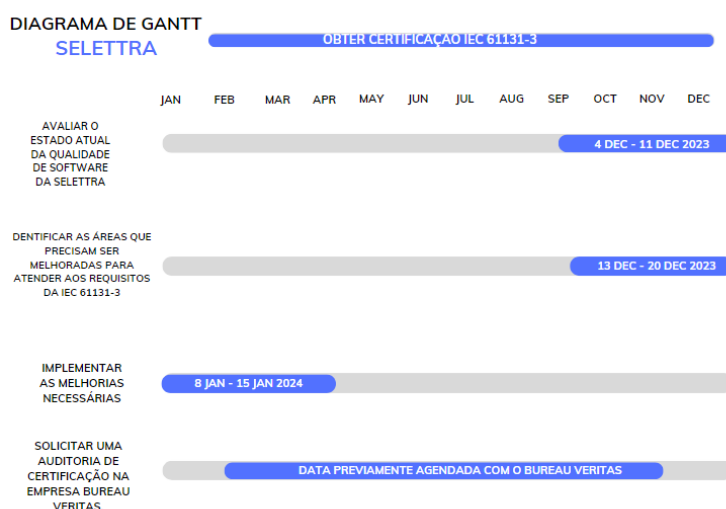 DIAGRAMA DE GANTT
SELETTRA
OBTER CERTIFICAÇÃO IEC 61131-3
JAN FEB MAR APR MAY JUN JUL AUG SEP OCT NOV DEC
AVALIAR O
ESTADO ATUAL
DA QUALIDADE
DE SOFTWARE
DA SELETTRA
4 DEC - 11 DEC 2023
DENTIFICAR AS ÁREAS QUE
PRECISAM SER
MELHORADAS PARA
ATENDER AOS REQUISITOS
DA IEC 61131-3
13 DEC - 20 DEC 2023
IMPLEMENTAR
AS MELHORIAS
NECESSÁRIAS
8 JAN - 15 JAN 2024
SOLICITAR UMA
AUDITORIA DE
CERTIFICAÇÃO NA
EMPRESA BUREAU
VERITAS
DATA PREVIAMENTE AGENDADA COM O BUREAU VERITAS